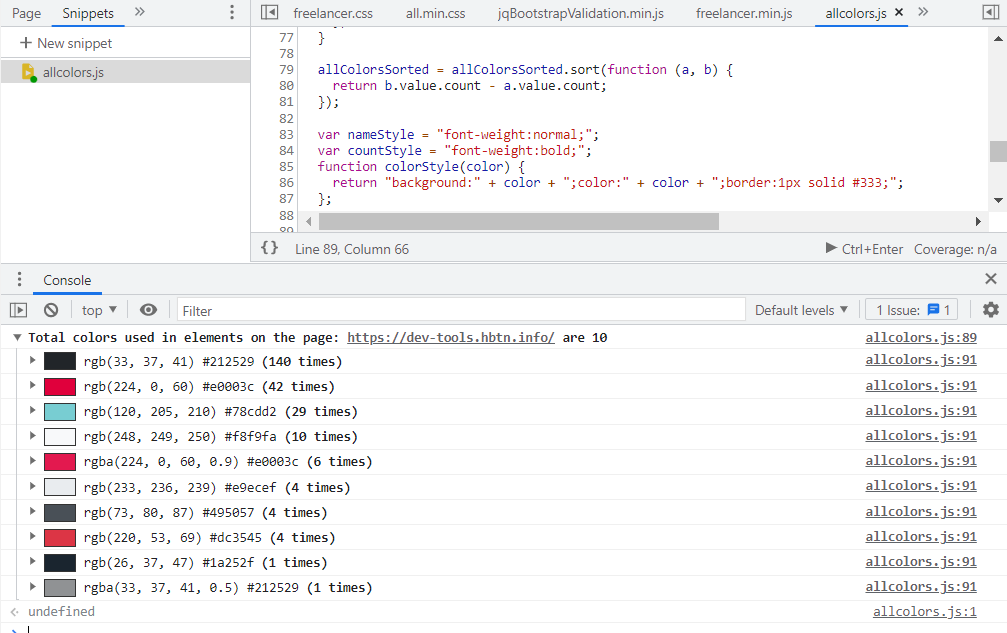 Page Snippets » freelancer.css all.min.css jqBootstrapValidation.min.js freelancer.min.js allcolors.js × »
+ New snippet
allcolors.js
77 }
78
79 allColorsSorted = allColorsSorted.sort(function (a, b) {
80 return b.value.count - a.value.count;
81 });
82
83 var nameStyle = "font-weight:normal;";
84 var countStyle = "font-weight:bold;";
85 function colorStyle(color) {
86 return "background:" + color + ";color:" + color + ";border:1px solid #333;";
87 };
88
89
{} Line 89, Column 66 Ctrl+Enter Coverage: n/a
Console ×
top ▼ Filter Default levels ▼ 1 Issue: 1
▼ Total colors used in elements on the page: https://dev-tools.hbtn.info/ are 10 allcolors.js:89
rgb(33, 37, 41) #212529 (140 times) allcolors.js:91
rgb(224, 0, 60) #e0003c (42 times) allcolors.js:91
rgb(120, 205, 210) #78cdd2 (29 times) allcolors.js:91
rgb(248, 249, 250) #f8f9fa (10 times) allcolors.js:91
rgba(224, 0, 60, 0.9) #e0003c (6 times) allcolors.js:91
rgb(233, 236, 239) #e9ecef (4 times) allcolors.js:91
rgb(73, 80, 87) #495057 (4 times) allcolors.js:91
rgb(220, 53, 69) #dc3545 (4 times) allcolors.js:91
rgb(26, 37, 47) #1a252f (1 times) allcolors.js:91
rgba(33, 37, 41, 0.5) #212529 (1 times) allcolors.js:91
undefined allcolors.js:1